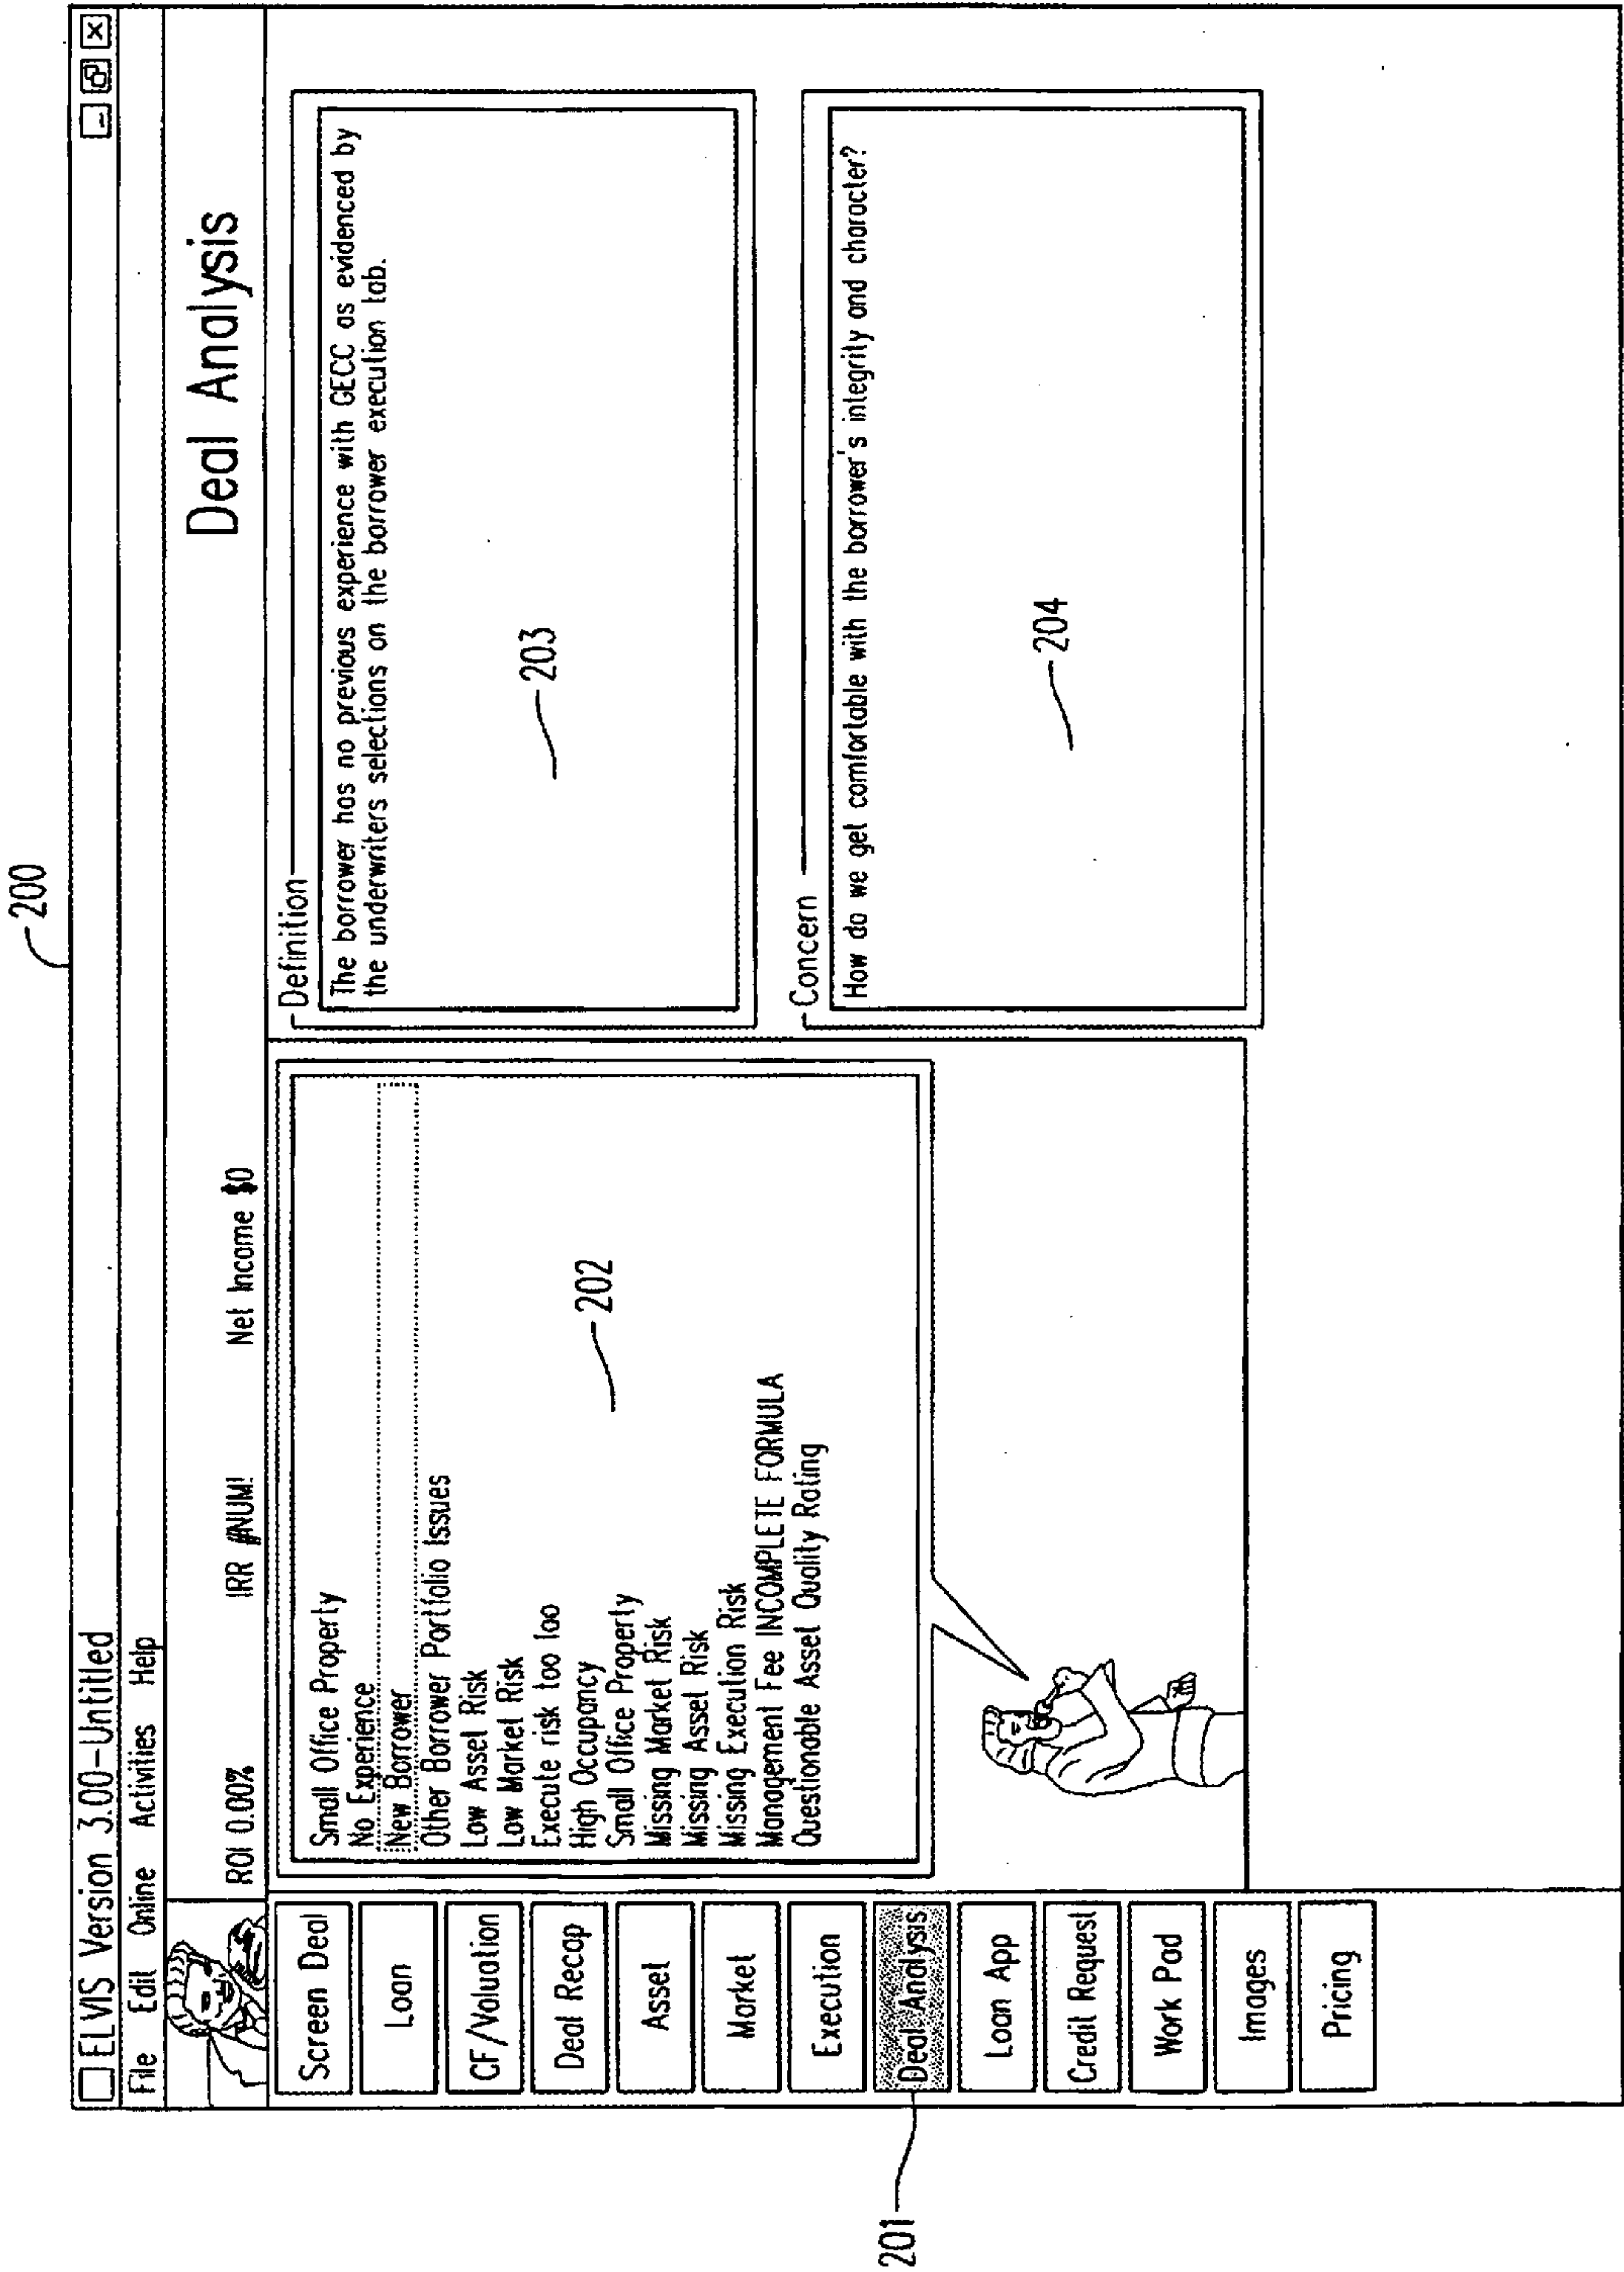 200
ELVIS Version 3.00-Untitled
File Edit Online Activities Help
ROI 0.00% IRR #NUM! Net Income $0
Deal Analysis
Screen Deal
Loan
CF/Valuation
Deal Recap
Asset
Market
Execution
Deal Analysis
Loan App
Credit Request
Work Pad
Images
Pricing
201
Small Office Property
No Experience
New Borrower
Other Borrower Portfolio Issues
Low Asset Risk
Low Market Risk
Execute risk too loo
High Occupancy
Small Office Property
Missing Market Risk
Missing Asset Risk
Missing Execution Risk
Management Fee INCOMPLETE FORMULA
Questionable Asset Quality Rating
202
Definition
The borrower has no previous experience with GECC as evidenced by
the underwriters selections on the borrower execution tab.
203
Concern
How do we get comfortable with the borrower's integrity and character?
204